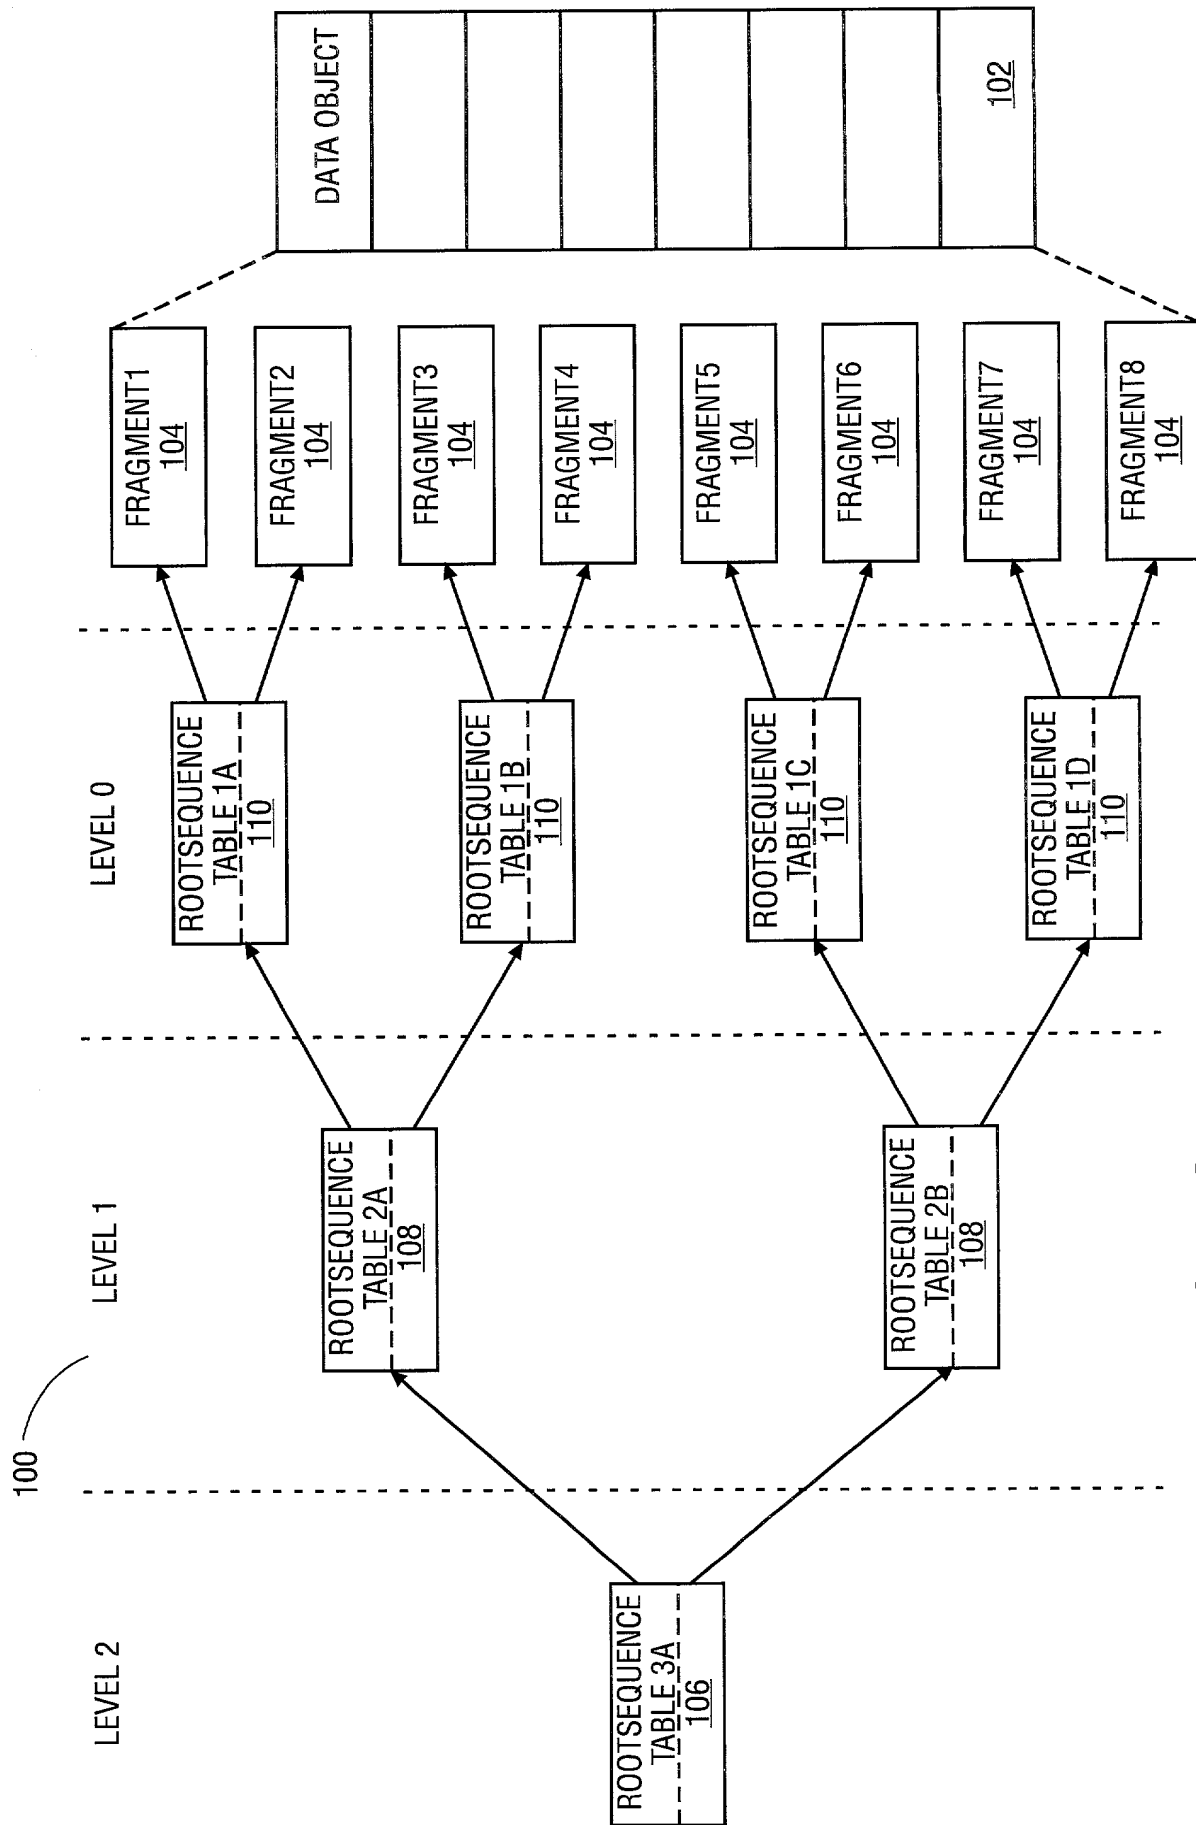 100
LEVEL 2
LEVEL 1
LEVEL 0
ROOTSEQUENCE
TABLE 3A
106
ROOTSEQUENCE
TABLE 2A
108
ROOTSEQUENCE
TABLE 2B
108
ROOTSEQUENCE
TABLE 1A
110
ROOTSEQUENCE
TABLE 1B
110
ROOTSEQUENCE
TABLE 1C
110
ROOTSEQUENCE
TABLE 1D
110
FRAGMENT1
104
FRAGMENT2
104
FRAGMENT3
104
FRAGMENT4
104
FRAGMENT5
104
FRAGMENT6
104
FRAGMENT7
104
FRAGMENT8
104
DATA OBJECT
102